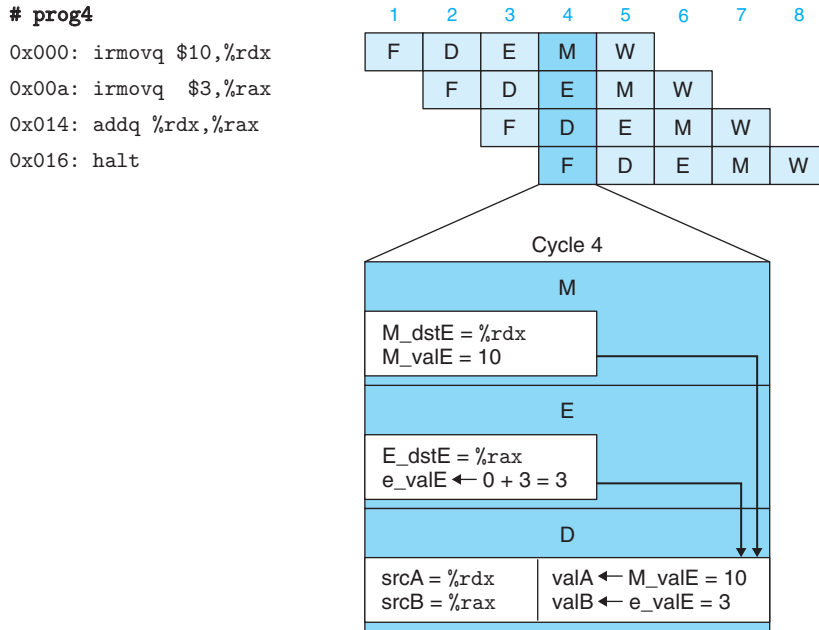 # prog4
0x000: irmovq $10,%rdx
0x00a: irmovq $3,%rax
0x014: addq %rdx,%rax
0x016: halt
1 2 3 4 5 6 7 8
F D E M W
F D E M W
F D E M W
F D E M W
Cycle 4
M
M_dstE = %rdx
M_valE = 10
E
E_dstE = %rax
e_valE ← 0 + 3 = 3
D
srcA = %rdx valA ← M_valE = 10
srcB = %rax valB ← e_valE = 3